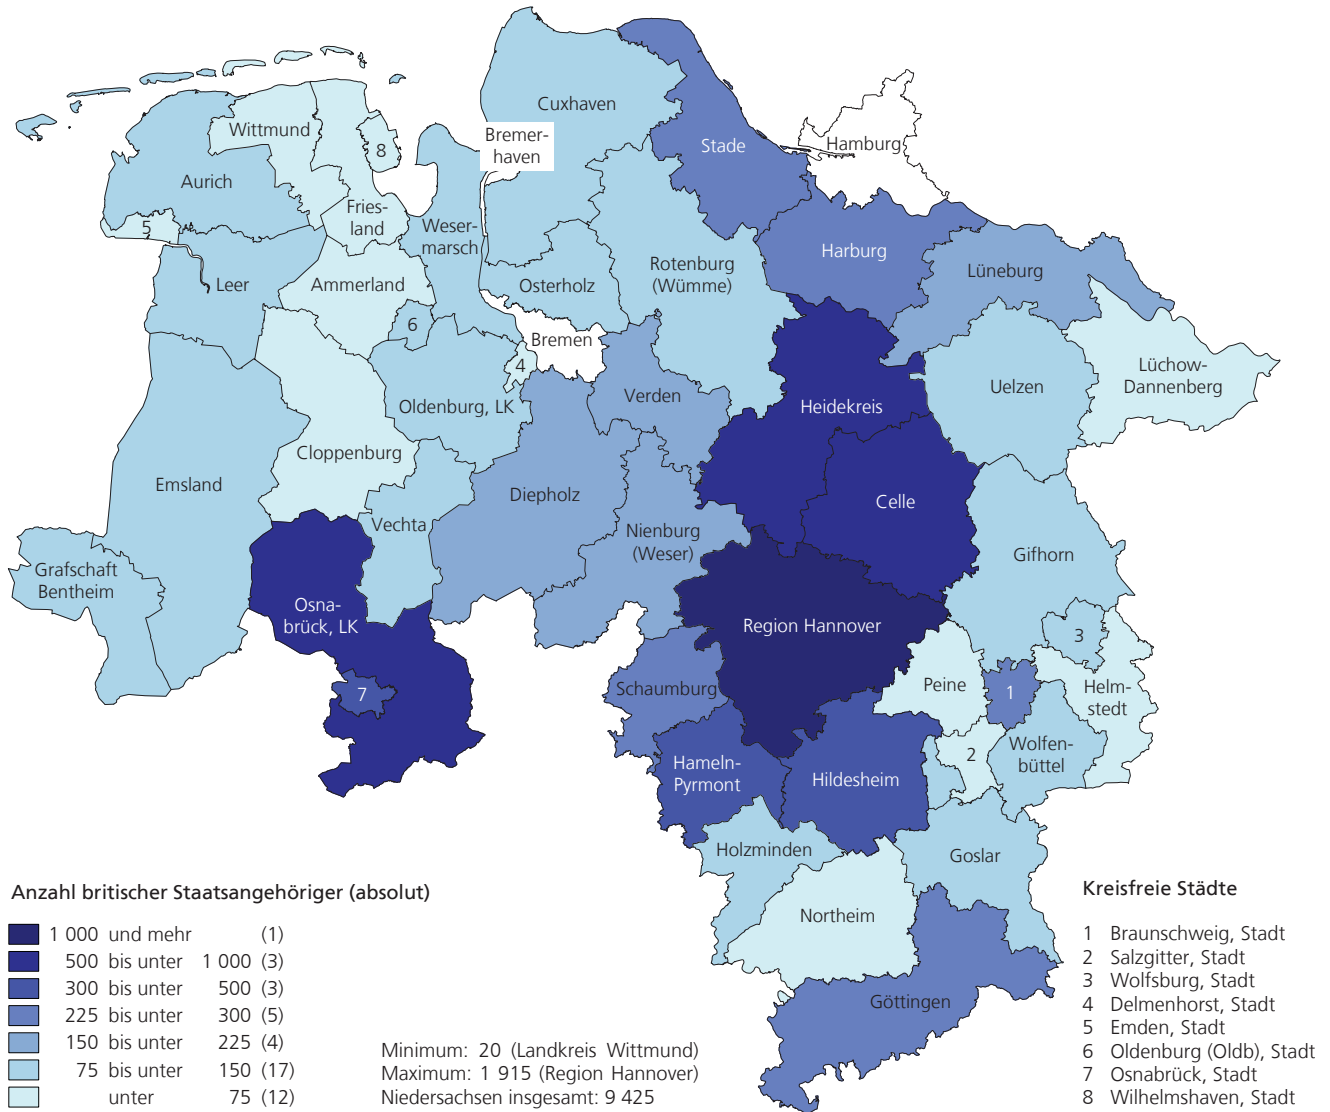 Cuxhaven
Bremer-
haven
Stade
Hamburg
Wittmund
8
Aurich
Fries-
land
5
Weser-
marsch
Leer
Ammerland
Osterholz
Rotenburg
(Wümme)
Harburg
Lüneburg
6
Bremen
4
Oldenburg, LK
Verden
Heidekreis
Uelzen
Lüchow-
Dannenberg
Cloppenburg
Emsland
Vechta
Diepholz
Nienburg
(Weser)
Celle
Gifhorn
Grafschaft
Bentheim
Osna-
brück, LK
Region Hannover
3
7
Schaumburg
Peine
1
Helm-
stedt
Hameln-
Pyrmont
Hildesheim
2
Wolfen-
büttel
Holzminden
Goslar
Northeim
Göttingen
Anzahl britischer Staatsangehöriger (absolut)
1 000 und mehr (1)
500 bis unter 1 000 (3)
300 bis unter 500 (3)
225 bis unter 300 (5)
150 bis unter 225 (4)
75 bis unter 150 (17)
unter 75 (12)
Minimum: 20 (Landkreis Wittmund)
Maximum: 1 915 (Region Hannover)
Niedersachsen insgesamt: 9 425
Kreisfreie Städte
1 Braunschweig, Stadt
2 Salzgitter, Stadt
3 Wolfsburg, Stadt
4 Delmenhorst, Stadt
5 Emden, Stadt
6 Oldenburg (Oldb), Stadt
7 Osnabrück, Stadt
8 Wilhelmshaven, Stadt